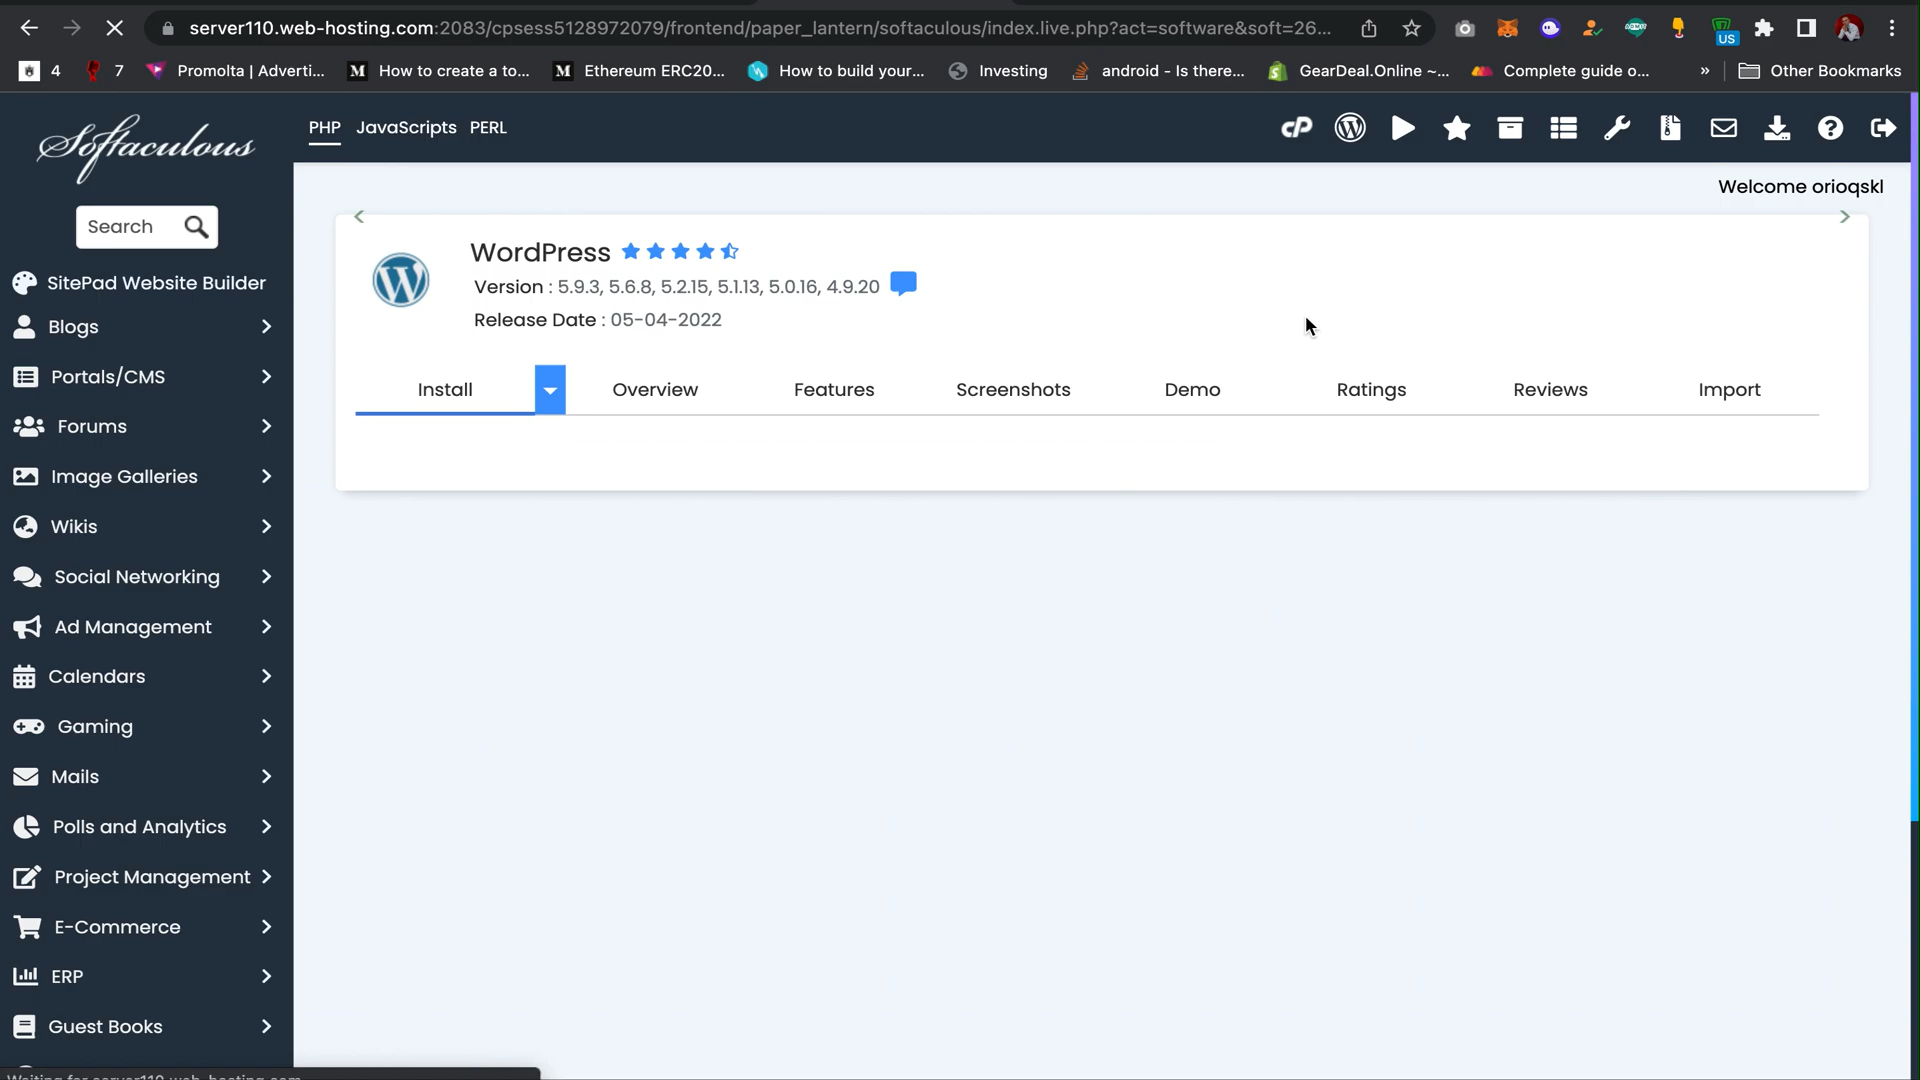 server110.web-hosting.com:2083/cpsess5128972079/frontend/paper_lantern/softaculous/index.live.php?act=software&soft=26...
US
4
7
Promolta | Adverti...
M
How to create a to...
M
Ethereum ERC20...
How to build your...
Investing
android - Is there...
GearDeal.Online ~...
Complete guide o...
»
Other Bookmarks
Softaculous
PHP
JavaScripts
PERL
cP
Welcome orioqskl
Search
SitePad Website Builder
Blogs
Portals/CMS
Forums
Image Galleries
Wikis
Social Networking
Ad Management
Calendars
Gaming
Mails
Polls and Analytics
Project Management
E-Commerce
ERP
Guest Books
WordPress
Version : 5.9.3, 5.6.8, 5.2.15, 5.1.13, 5.0.16, 4.9.20
Release Date : 05-04-2022
Install
Overview
Features
Screenshots
Demo
Ratings
Reviews
Import